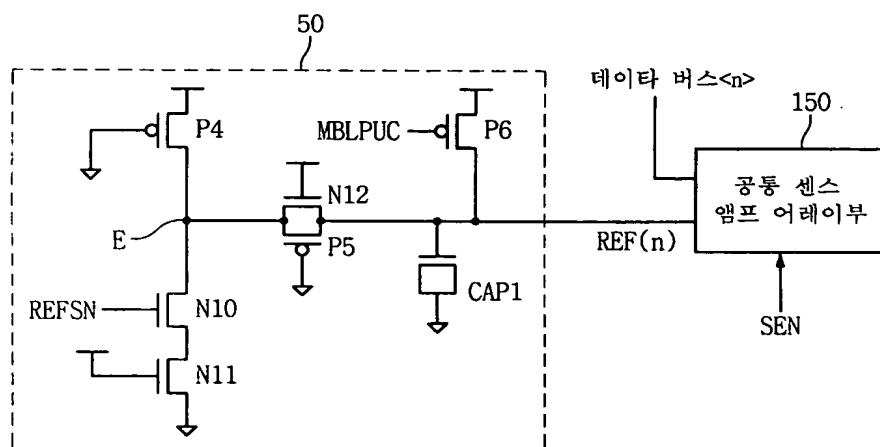 50
데이타 버스<n>
150
P4
MBLPUC
P6
공통 센스
앰프 어레이부
N12
E
P5
REF(n)
CAP1
REFSN
N10
SEN
N11